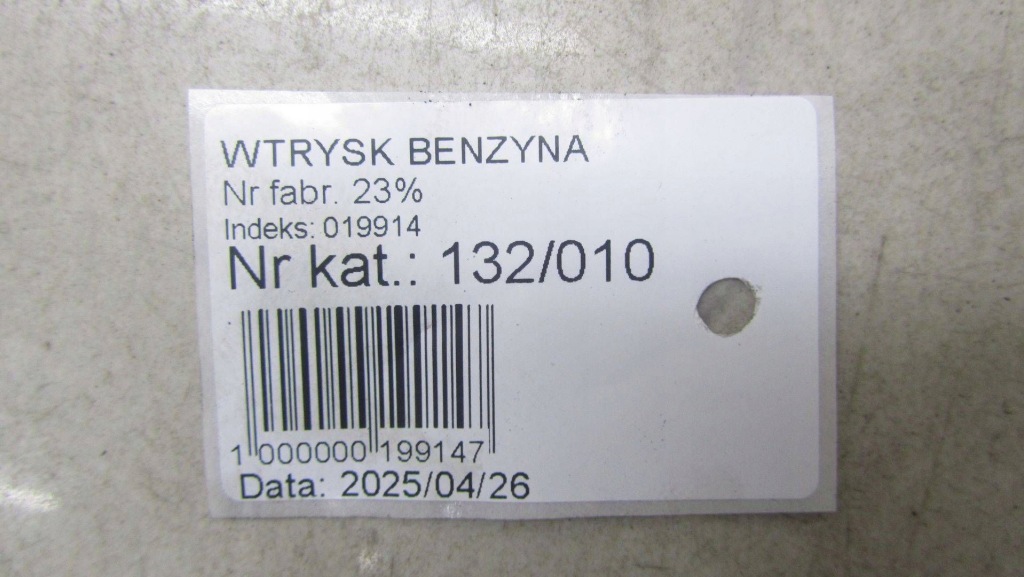 WTRYSK BENZYNA
Nr fabr. 23%
Indeks: 019914
Nr kat.: 132/010
1 000000 199147
Data: 2025/04/26